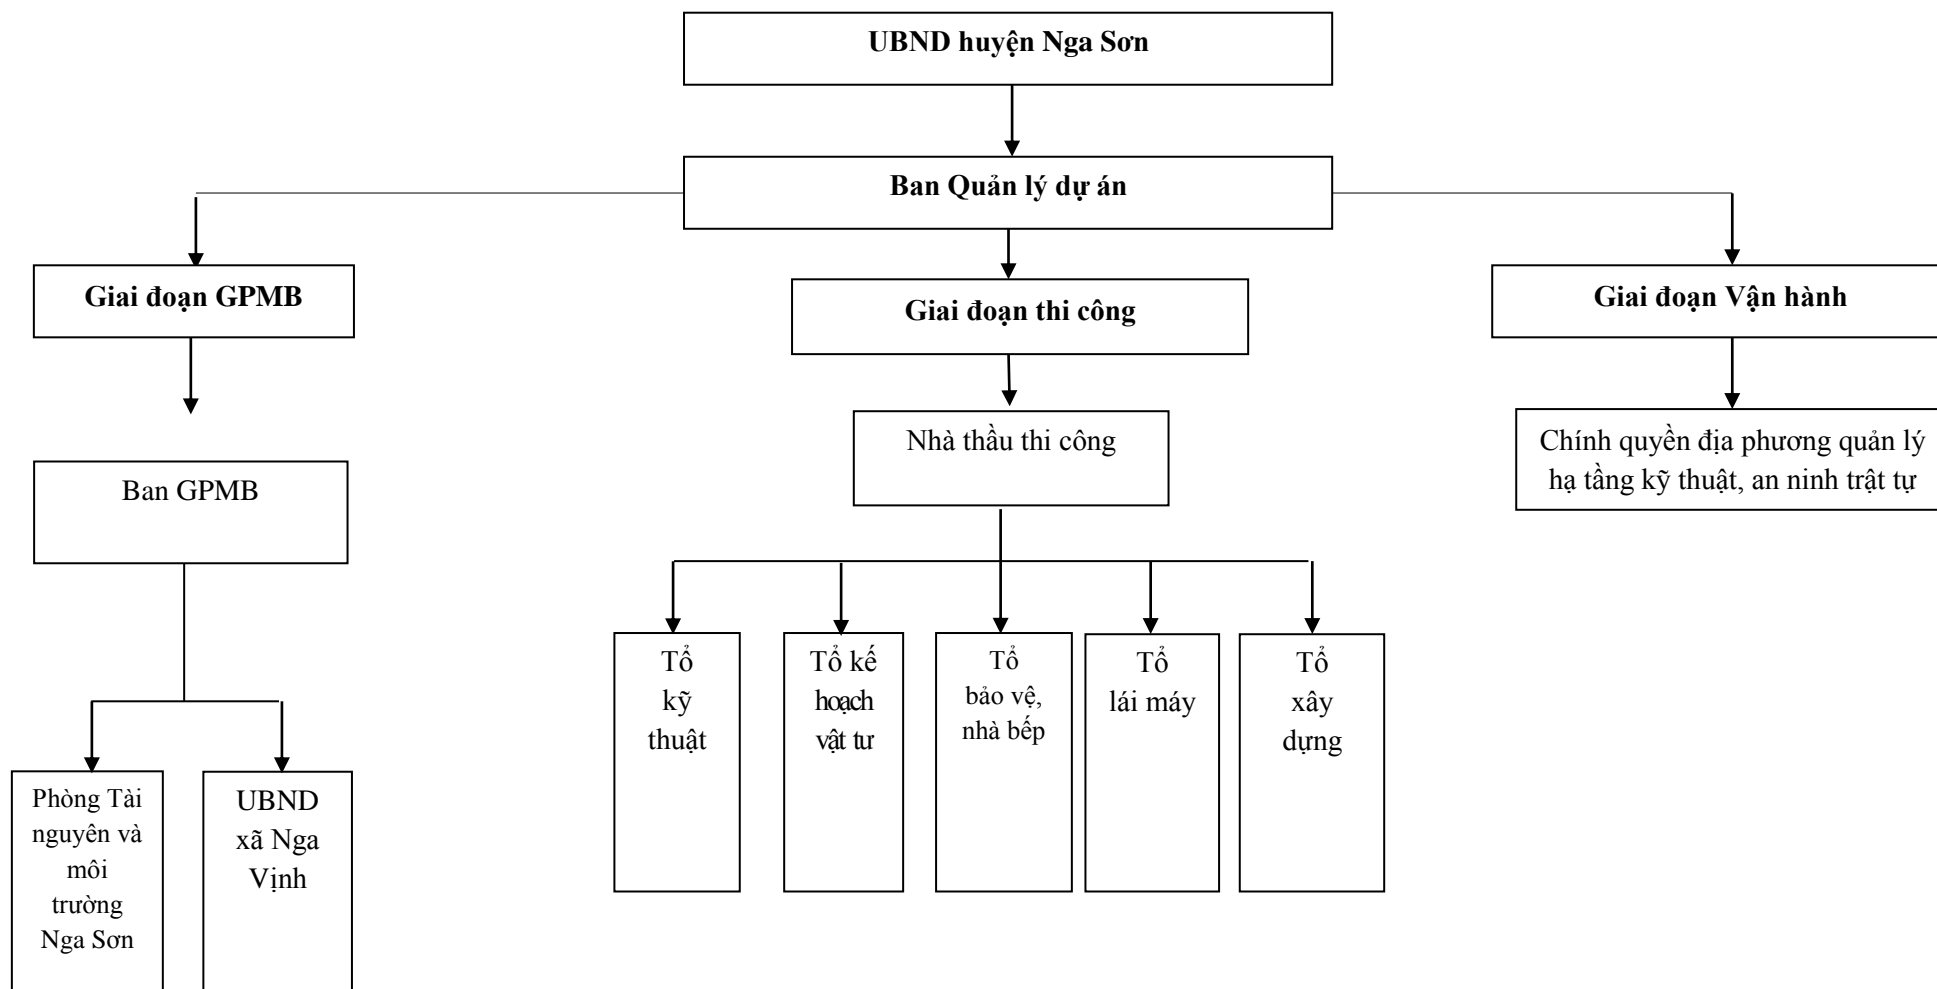 UBND huyện Nga Sơn
Ban Quản lý dự án
Giai đoạn GPMB
Giai đoạn thi công
Giai đoạn Vận hành
Ban GPMB
Nhà thầu thi công
Chính quyền địa phương quản lý
hạ tầng kỹ thuật, an ninh trật tự
Tổ
kỹ
thuật
Tổ kế
hoạch
vật tư
Tổ
bảo vệ,
nhà bếp
Tổ
lái máy
Tổ
xây
dựng
Phòng Tài
nguyên và
môi
trường
Nga Sơn
UBND
xã Nga
Vịnh